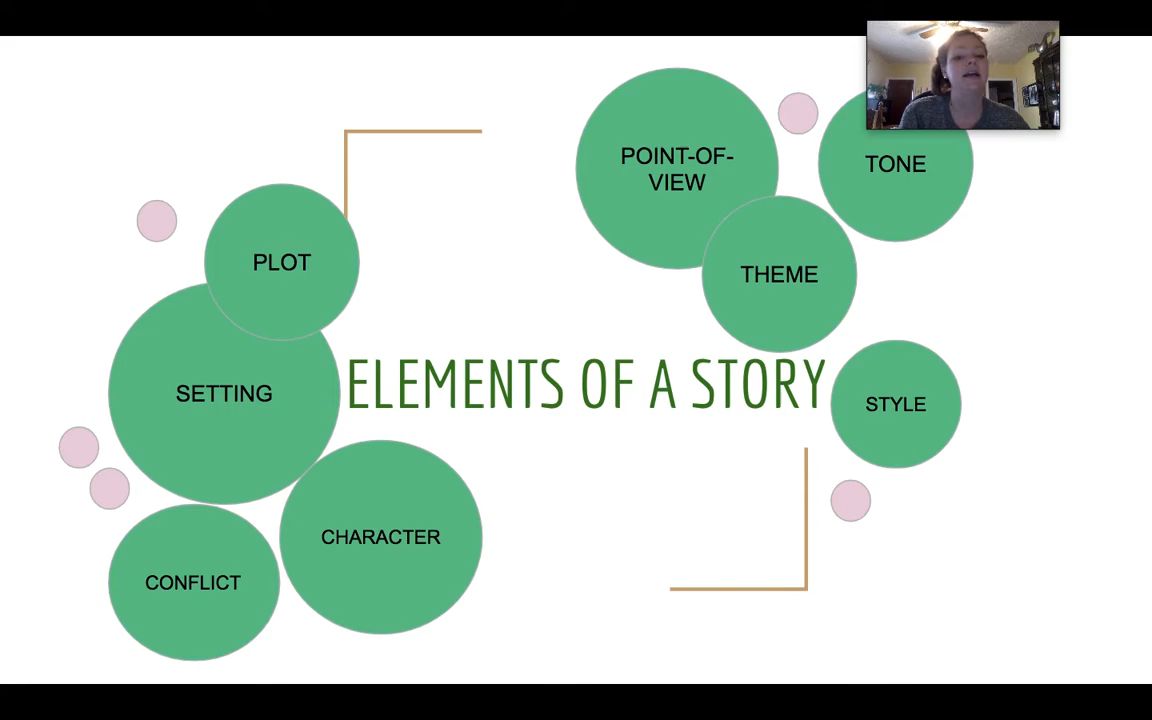 POINT-OF-
VIEW
TONE
PLOT
THEME
ELEMENTS OF A STORY
SETTING
STYLE
CHARACTER
CONFLICT